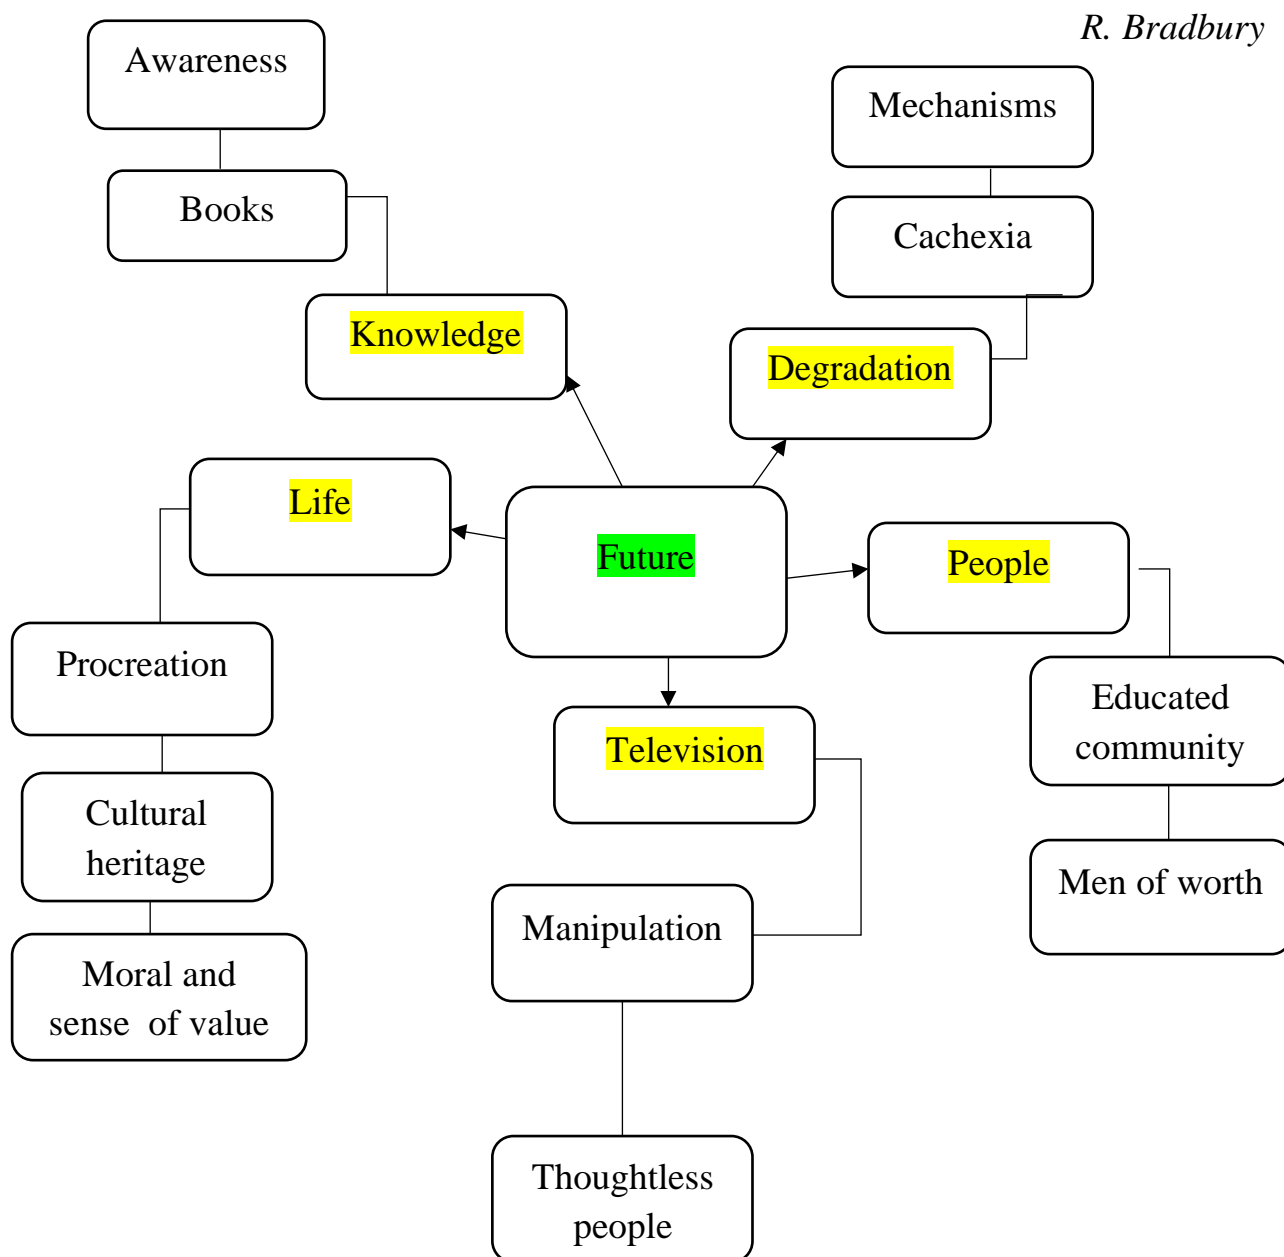 R. Bradbury
Awareness
Mechanisms
Books
Cachexia
Knowledge
Degradation
Life
Future
People
Procreation
Educated
community
Television
Cultural
heritage
Men of worth
Manipulation
Moral and
sense  of value
Thoughtless
people